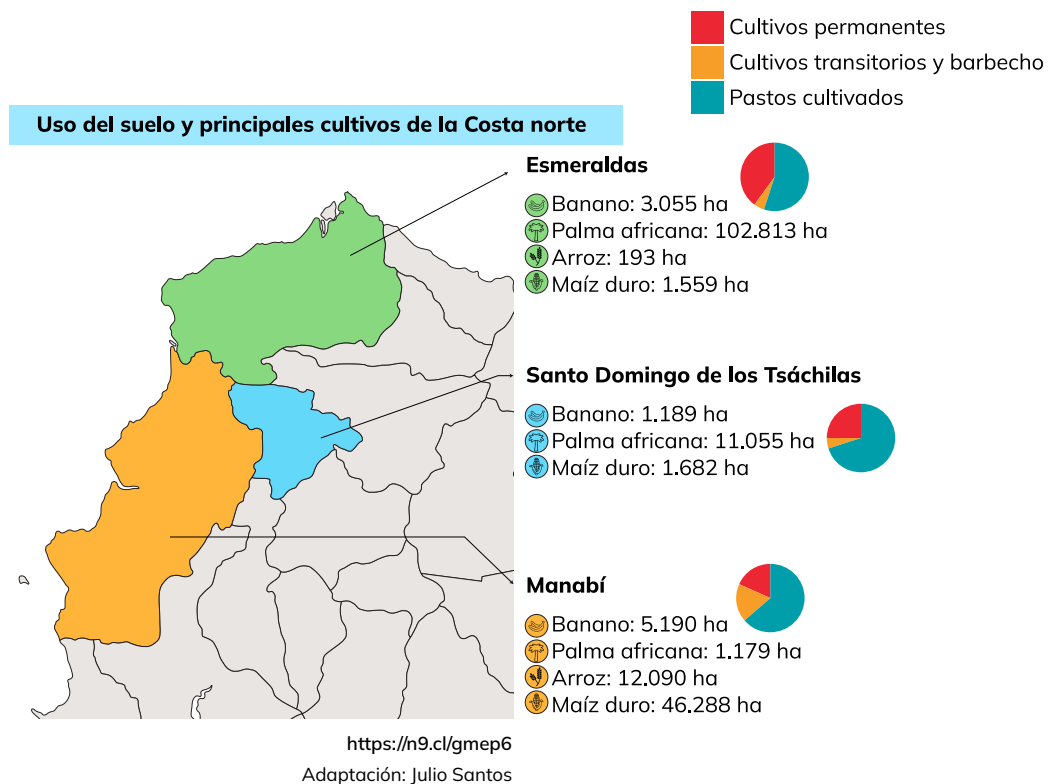 Cultivos permanentes
Cultivos transitorios y barbecho
Pastos cultivados
Uso del suelo y principales cultivos de la Costa norte
Esmeraldas
Banano: 3.055 ha
Palma africana: 102.813 ha
Arroz: 193 ha
Maíz duro: 1.559 ha
Santo Domingo de los Tsáchilas
Banano: 1.189 ha
Palma africana: 11.055 ha
Maíz duro: 1.682 ha
Manabí
Banano: 5.190 ha
Palma africana: 1.179 ha
Arroz: 12.090 ha
Maíz duro: 46.288 ha
https://n9.cl/gmep6
Adaptación: Julio Santos